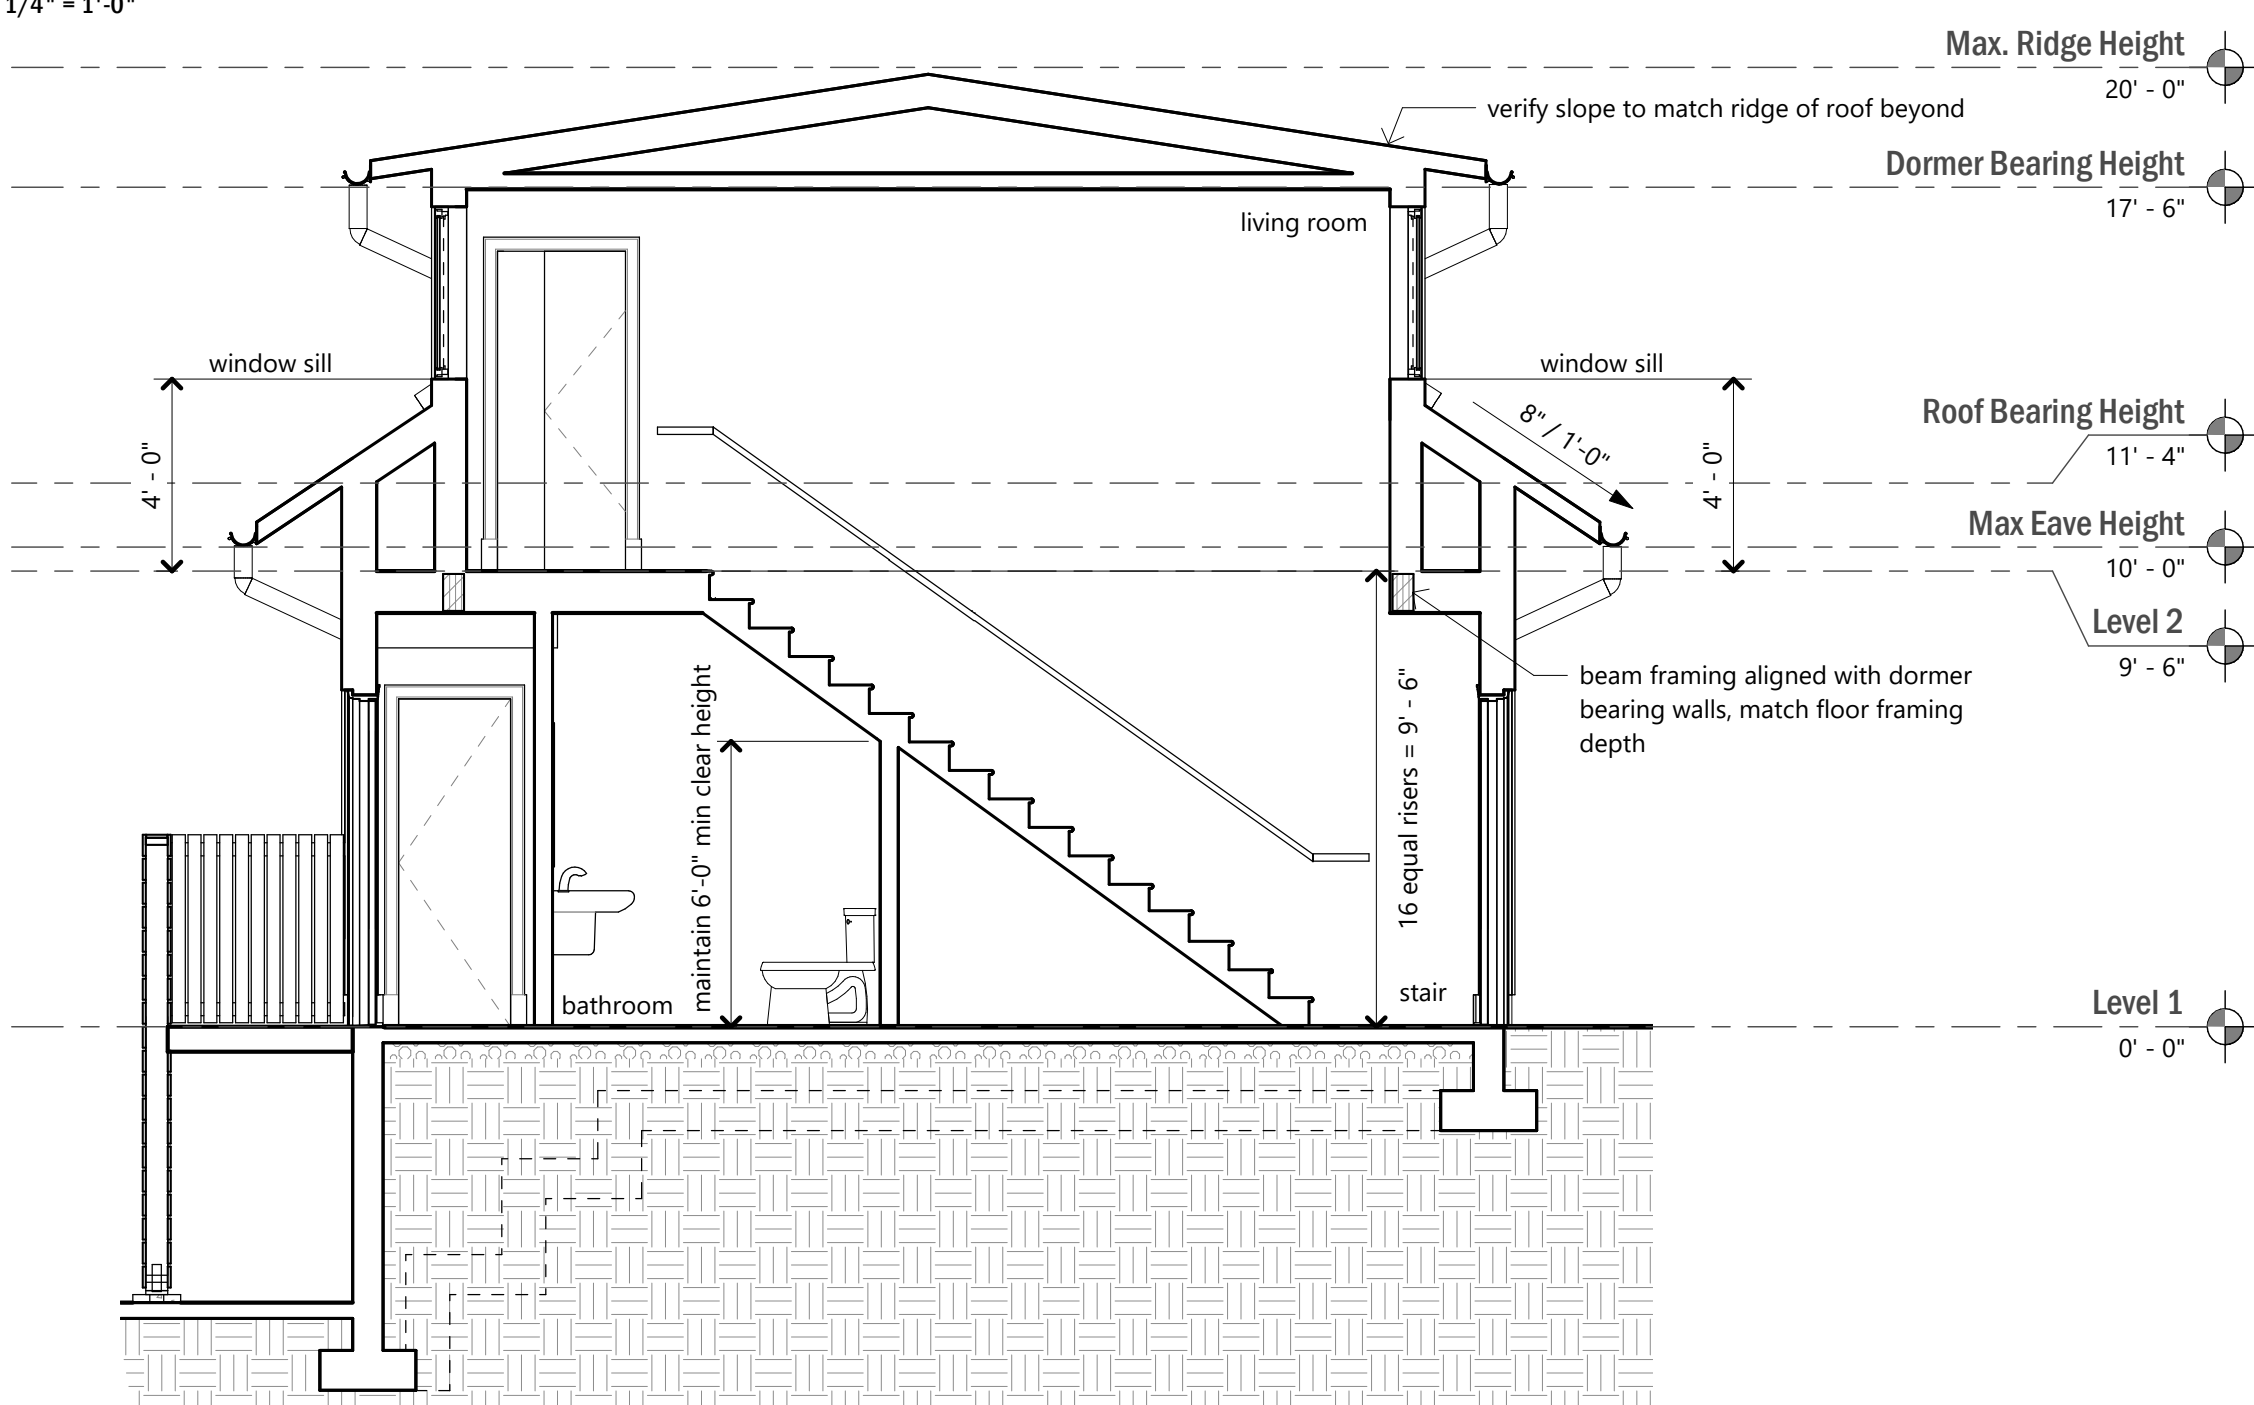 1/4" = 1'-0"
Max. Ridge Height
20' - 0"
verify slope to match ridge of roof beyond
Dormer Bearing Height
17' - 6"
living room
window sill
window sill
8" / 1'-0"
Roof Bearing Height
11' - 4"
4' - 0"
4' - 0"
Max Eave Height
10' - 0"
Level 2
9' - 6"
beam framing aligned with dormer
bearing walls, match floor framing
depth
maintain 6'-0" min clear height
16 equal risers = 9' - 6"
bathroom
stair
Level 1
0' - 0"